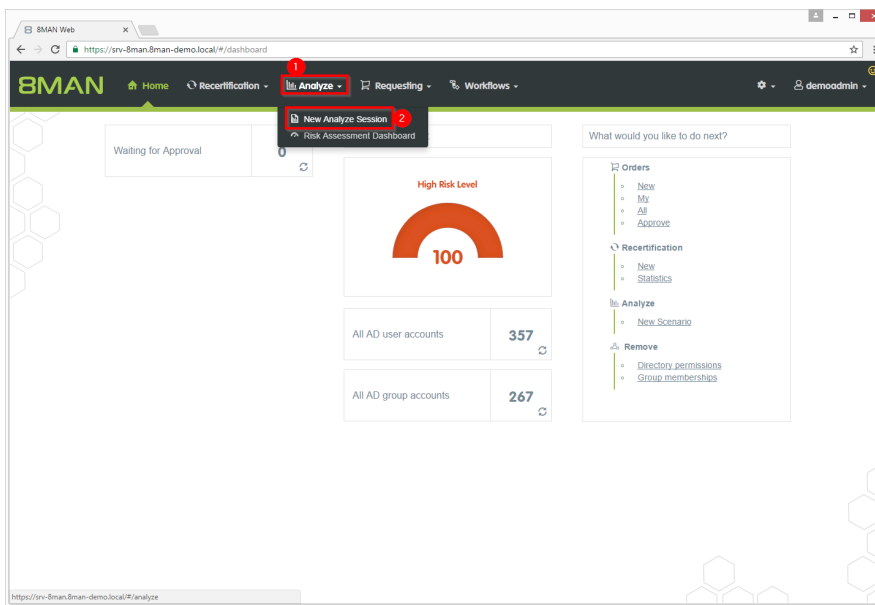 8MAN Web
https://srv-8man.8man-demo.local/#/dashboard
1
8MAN Home Recertification Analyze Requesting Workflows demoadmin
New Analyze Session 2
Risk Assessment Dashboard
Waiting for Approval 0
What would you like to do next?
High Risk Level
100
All AD user accounts 357
All AD group accounts 267
Orders
New
My
All
Approve
Recertification
New
Statistics
Analyze
New Scenario
Remove
Directory permissions
Group memberships
https://srv-8man.8man-demo.local/#/analyze